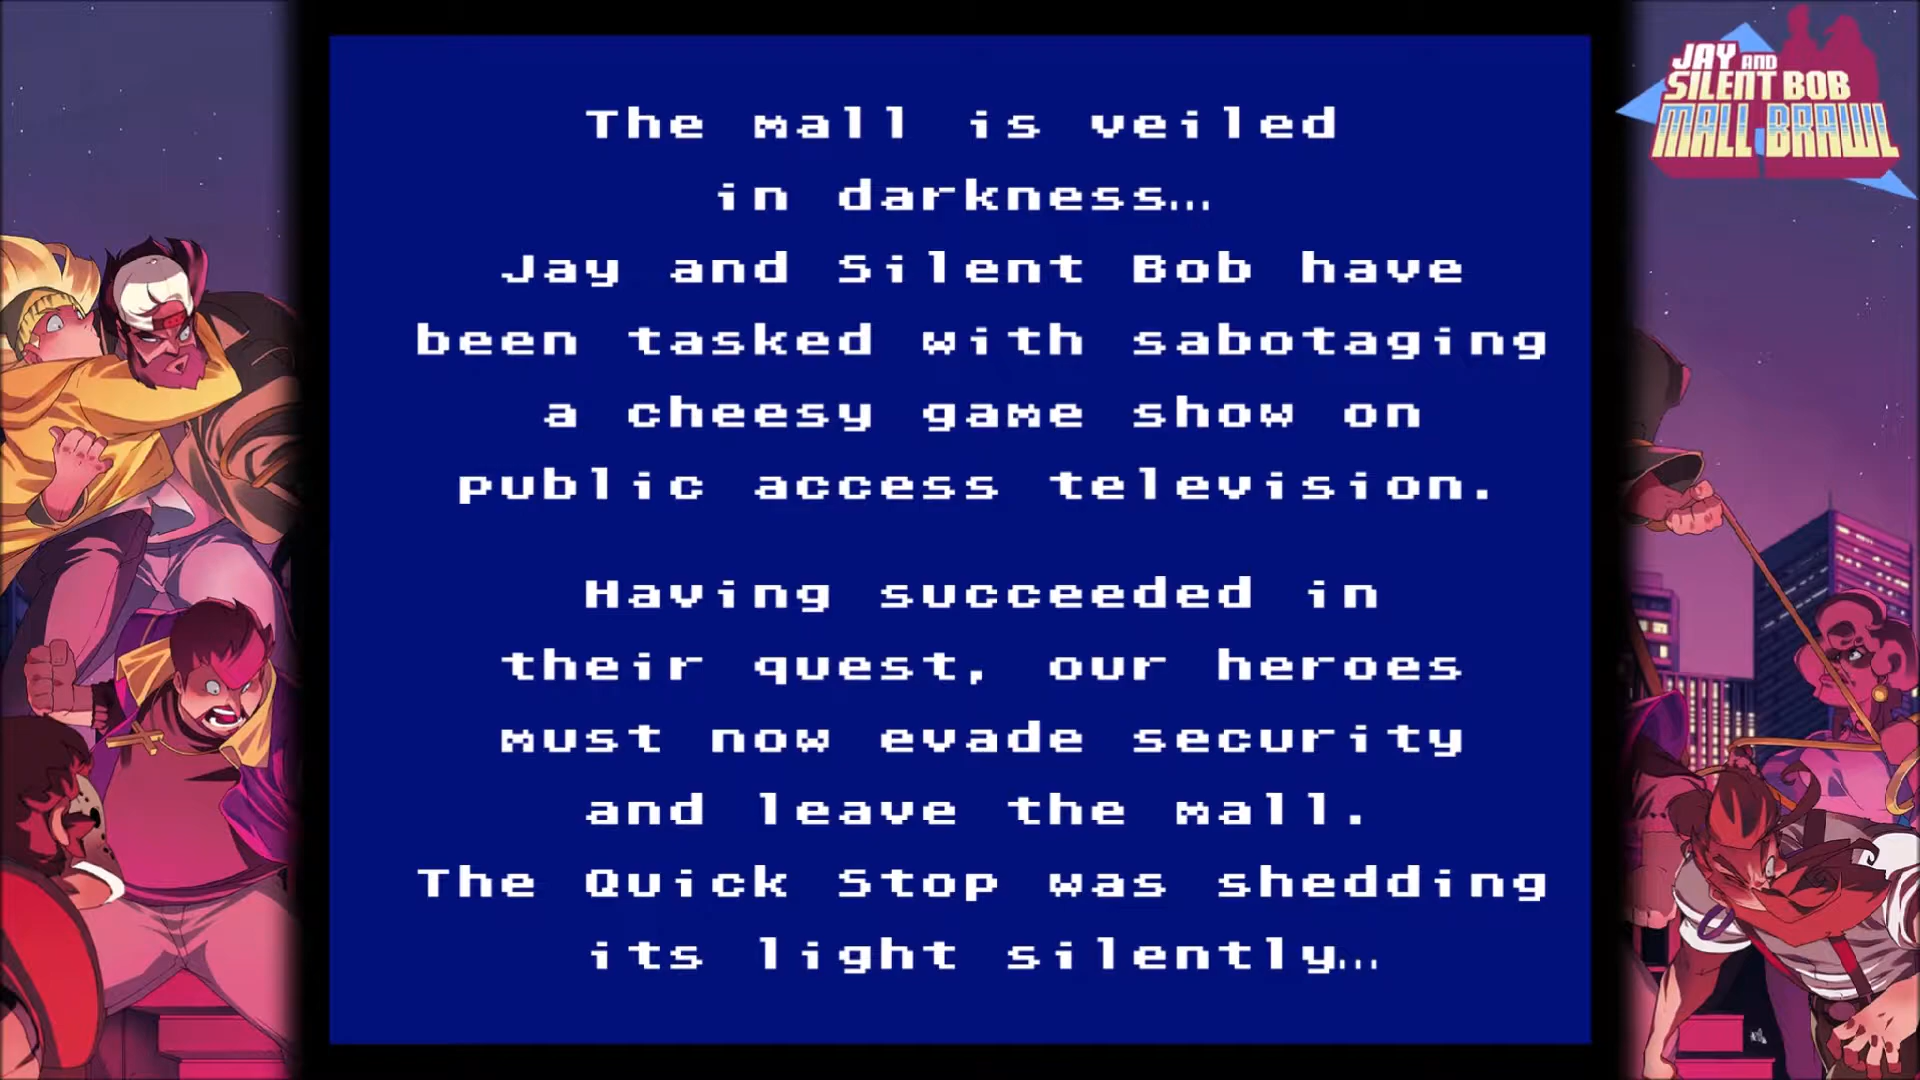 The mall is veiled
in darkness...
Jay and Silent Bob have
been tasked with sabotaging
a cheesy game show on
public access television.
Having succeeded in
their quest, our heroes
must now evade security
and leave the mall.
The Quick Stop was shedding
its light silently...
JAY AND
SILENT BOB
MALL BRAWL